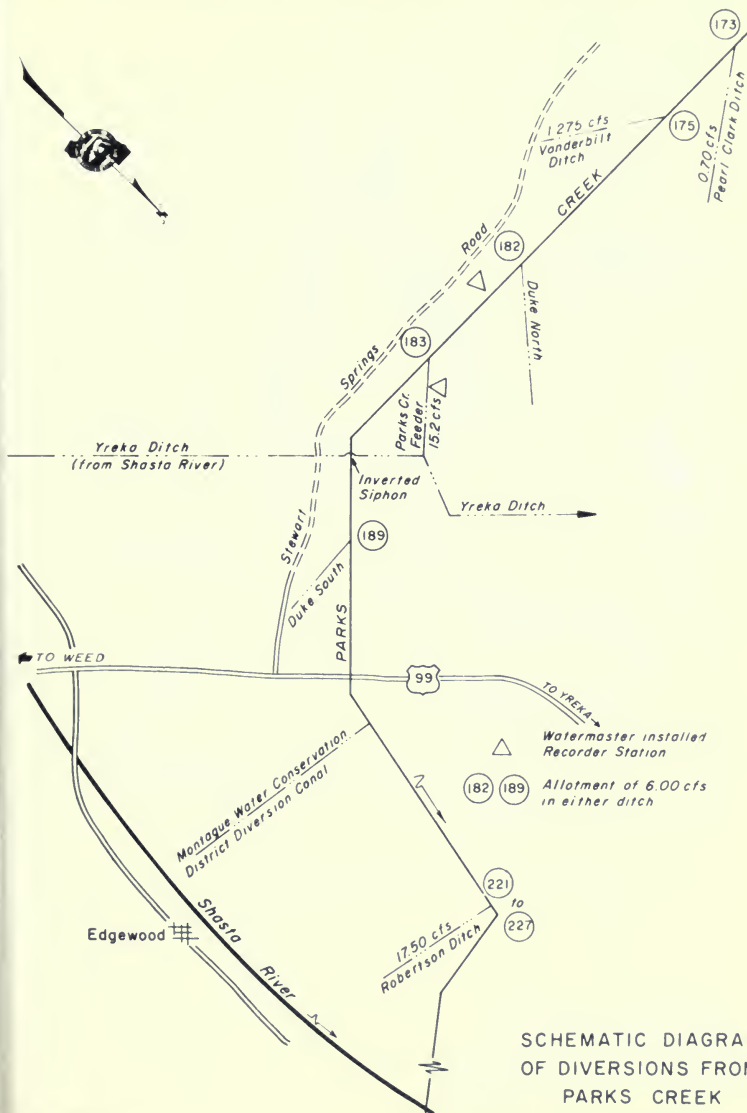 173
175
0.70 cfs
Pearl Clark Ditch
1.275 cfs
Vanderbilt
Ditch
CREEK
182
Road
Duke North
183
Springs
Parks Cr.
Feeder
15.2 cfs
Yreka Ditch
(from Shasta River)
Inverted
Siphon
Yreka Ditch
Stewart
189
Duke South
PARKS
TO WEED
99
TO YREKA
Watermaster installed
Recorder Station
182 189 Allotment of 6.00 cfs
in either ditch
Montague Water Conservation
District Diversion Canal
221
to
227
17.50 cfs
Robertson Ditch
Edgewood
Shasta
River
SCHEMATIC DIAGRA
OF DIVERSIONS FROM
PARKS CREEK